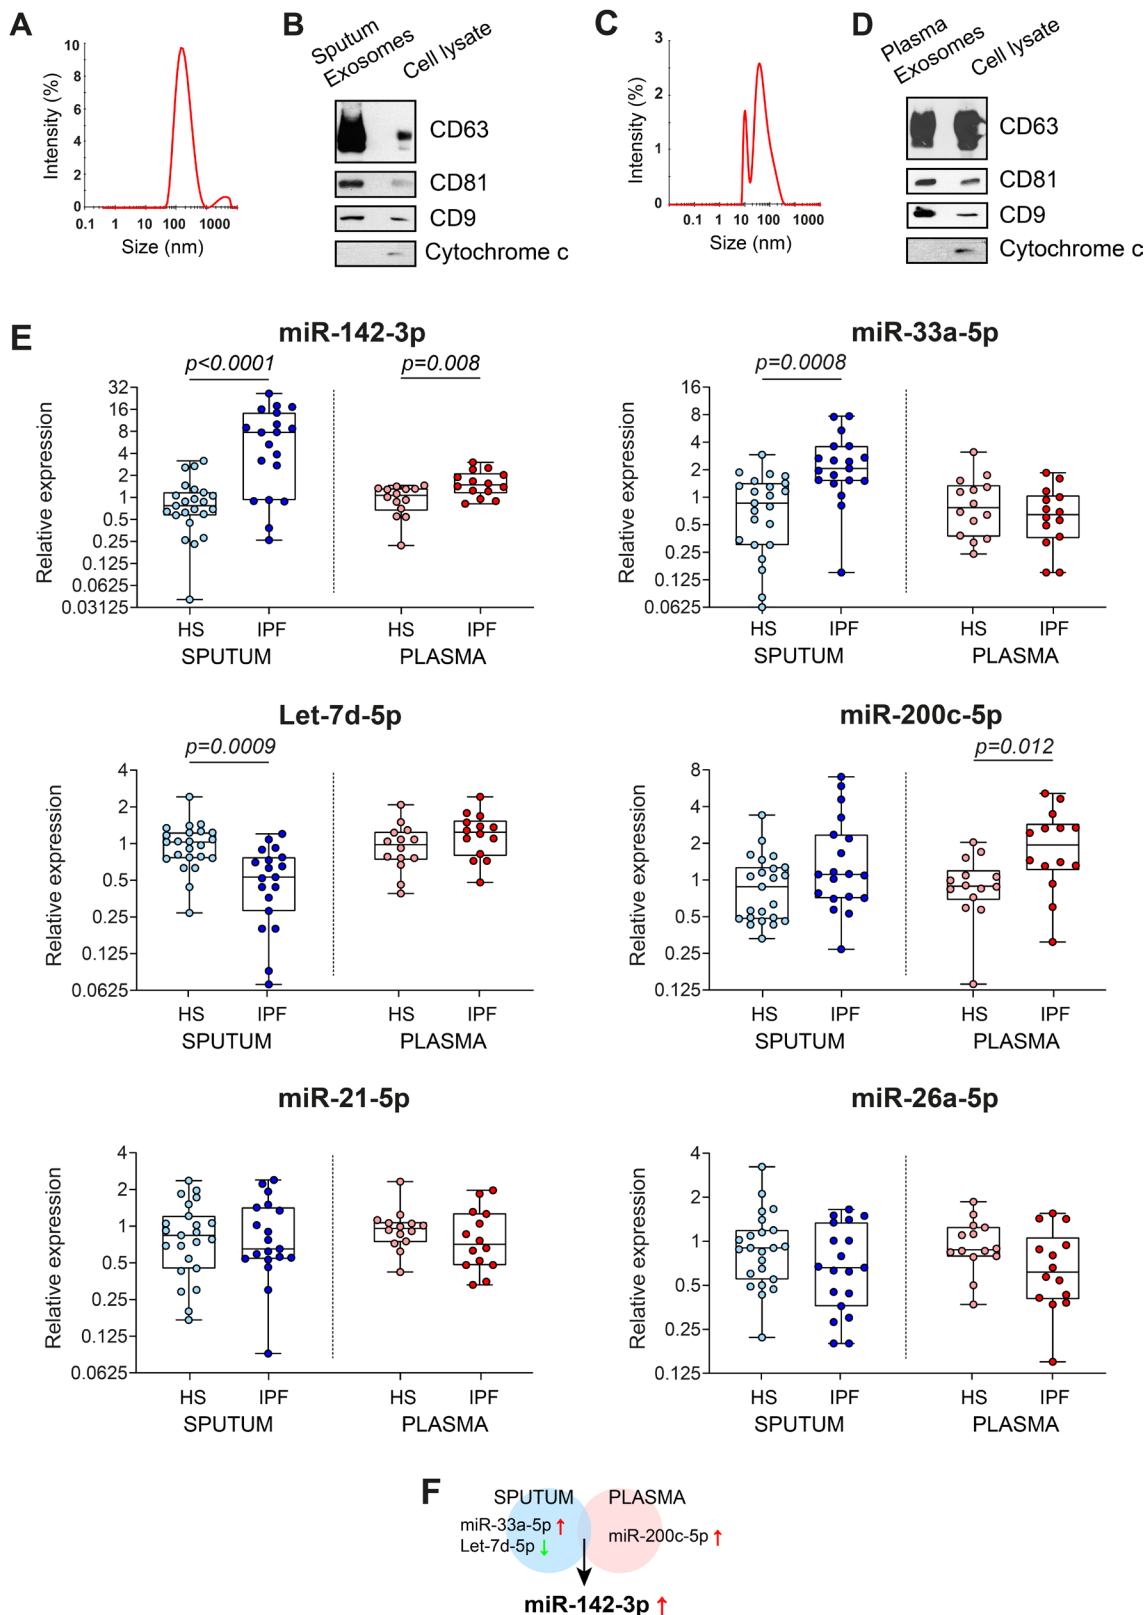 A
Intensity (%)
10
8
6
4
2
0
0.1 1 10 100 1000
Size (nm)
B
Sputum
Exosomes
Cell lysate
CD63
CD81
CD9
Cytochrome c
C
Intensity (%)
3
2
1
0
0.1 1 10 100 1000
Size (nm)
D
Plasma
Exosomes
Cell lysate
CD63
CD81
CD9
Cytochrome c
E
miR-142-3p
p<0.0001
p=0.008
Relative expression
32
16
8
4
2
1
0.5
0.25
0.125
0.0625
0.03125
HS IPF HS IPF
SPUTUM PLASMA
miR-33a-5p
p=0.0008
Relative expression
16
8
4
2
1
0.5
0.25
0.125
0.0625
HS IPF HS IPF
SPUTUM PLASMA
Let-7d-5p
p=0.0009
Relative expression
4
2
1
0.5
0.25
0.125
0.0625
HS IPF HS IPF
SPUTUM PLASMA
miR-200c-5p
p=0.012
Relative expression
8
4
2
1
0.5
0.25
0.125
HS IPF HS IPF
SPUTUM PLASMA
miR-21-5p
Relative expression
4
2
1
0.5
0.25
0.125
0.0625
HS IPF HS IPF
SPUTUM PLASMA
miR-26a-5p
Relative expression
4
2
1
0.5
0.25
0.125
HS IPF HS IPF
SPUTUM PLASMA
F
SPUTUM PLASMA
miR-33a-5p ↑
Let-7d-5p ↓
miR-200c-5p ↑
miR-142-3p ↑